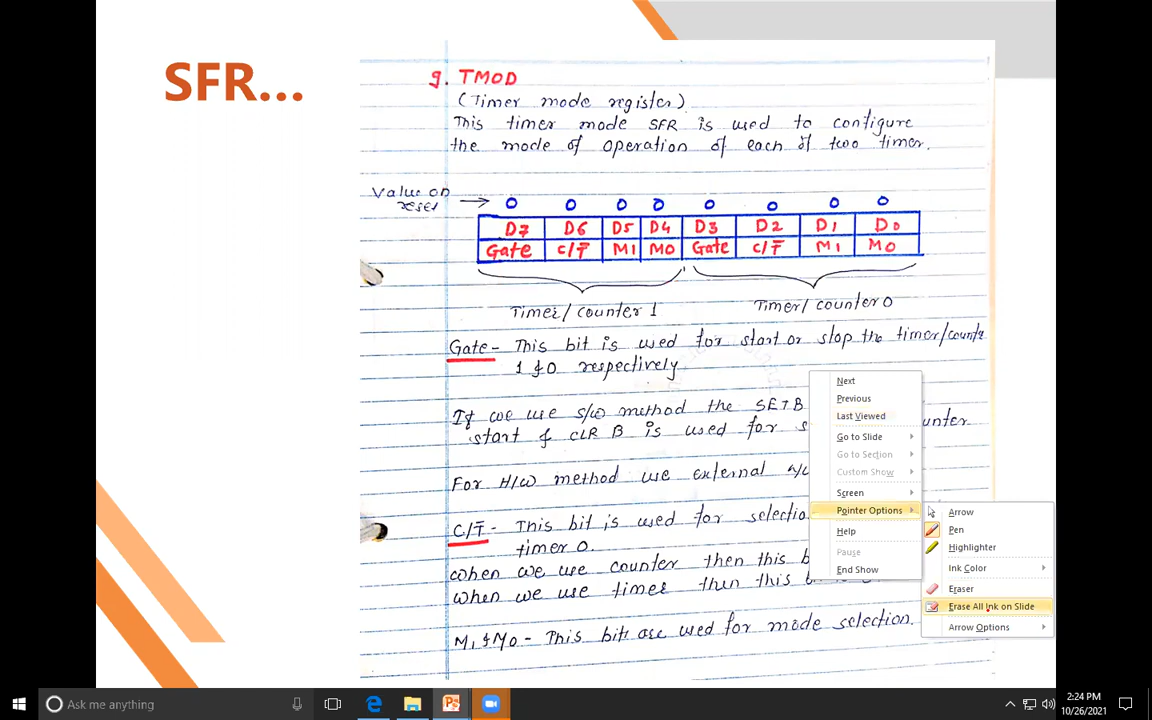 SFR...
9. TMOD
(Timer mode register)
This timer mode SFR is used to configure
the mode of operation of each of two timer.
Value on
reset
0 0 0 0 0 0 0 0
D7 D6 D5 D4 D3 D2 D1 D0
Gate C/T̅ M1 M0 Gate C/T̅ M1 M0
Timer/ counter 1 Timer/ counter 0
Gate - This bit is used for start or stop the timer/counter
1 & 0 respectively
If we use S/W method the SETB
start & CLR B is used for s unter
For H/W method we external
C/T̅ - This bit is used for selectio
timer 0.
when we use counter then this b
when we use times then this b
M1 & M0 - This bits are used for mode selection.
Next
Previous
Last Viewed
Go to Slide
Go to Section
Custom Show
Screen
Pointer Options
Help
Pause
End Show
Arrow
Pen
Highlighter
Ink Color
Eraser
Erase All Ink on Slide
Arrow Options
Ask me anything
2:24 PM
10/26/2021